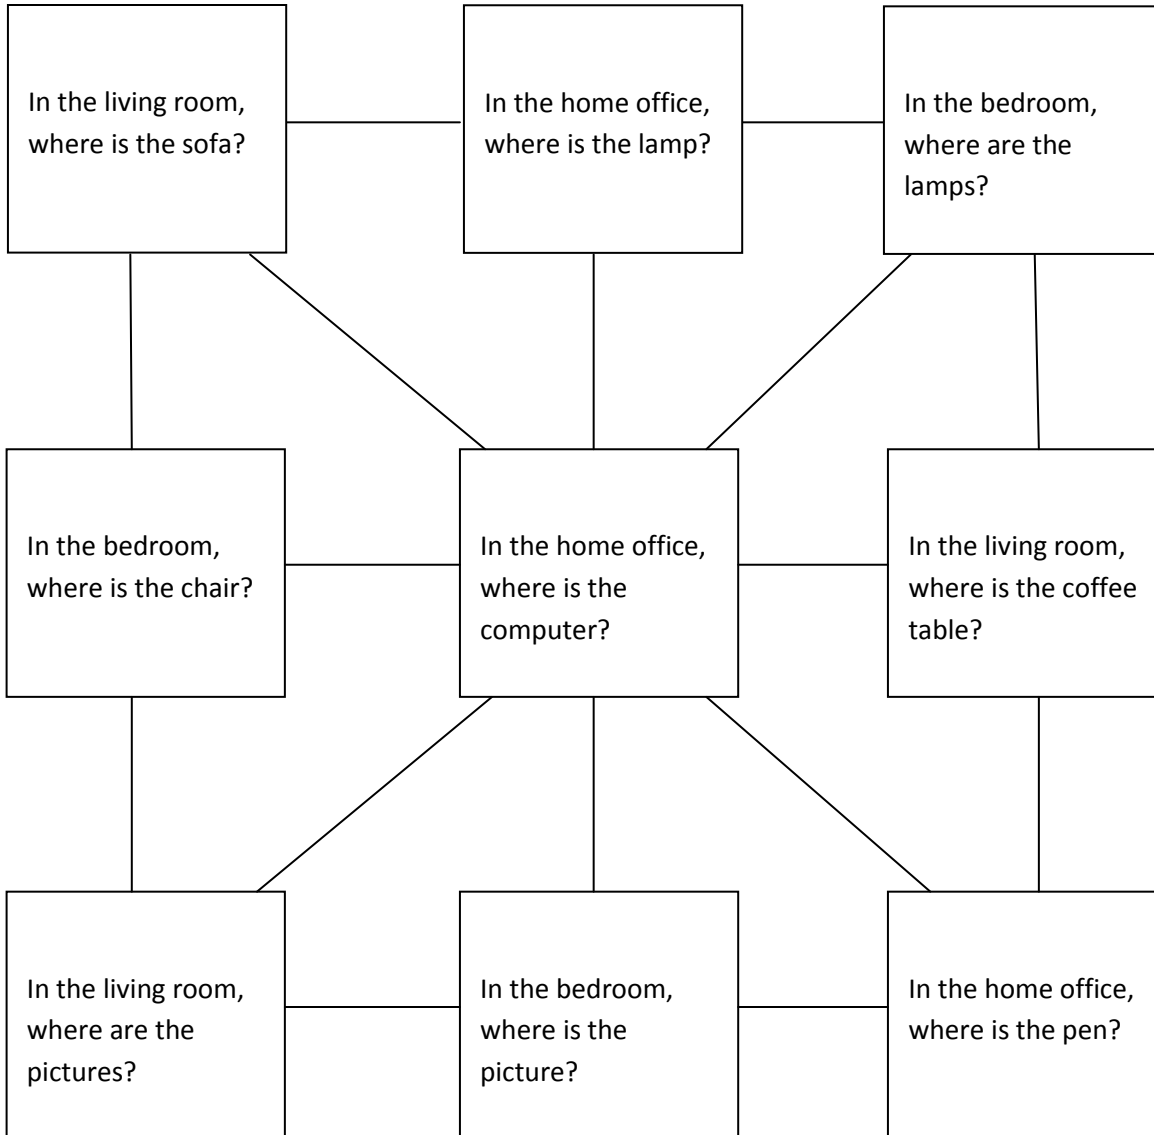 In the living room,
where is the sofa?
In the home office,
where is the lamp?
In the bedroom,
where are the
lamps?
In the bedroom,
where is the chair?
In the home office,
where is the
computer?
In the living room,
where is the coffee
table?
In the living room,
where are the
pictures?
In the bedroom,
where is the
picture?
In the home office,
where is the pen?